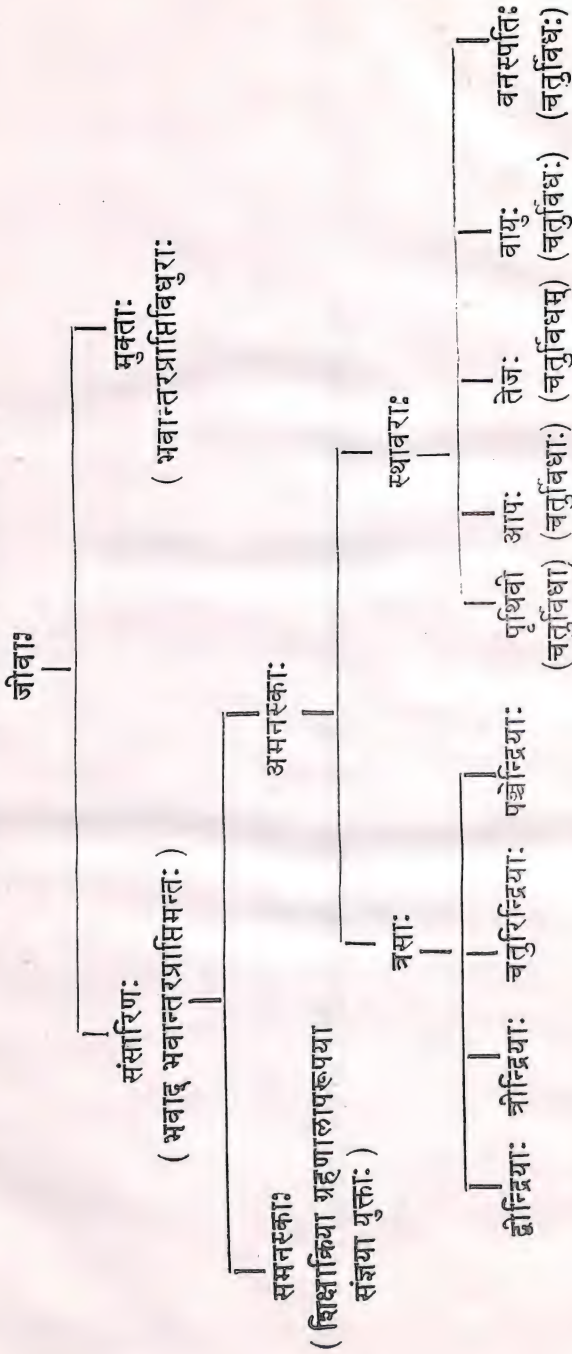 जीवाः
संसारिणः
( भवाद् भवान्तरप्राप्तिमन्तः )
मुक्ताः
( भवान्तरप्राप्तिविधुराः )
समनस्काः
( शिक्षाक्रिया ग्रहणालापरूपया
संज्ञया युक्ताः )
अमनस्काः
त्रसाः
स्थावराः
द्वीन्द्रियाः त्रीन्द्रियाः चतुरिन्द्रियाः पञ्चेन्द्रियाः
पृथिवी आपः तेजः वायुः वनस्पतिः
(चतुर्विधा) (चतुर्विधाः) (चतुर्विधम्) (चतुर्विधः) (चतुर्विधः)